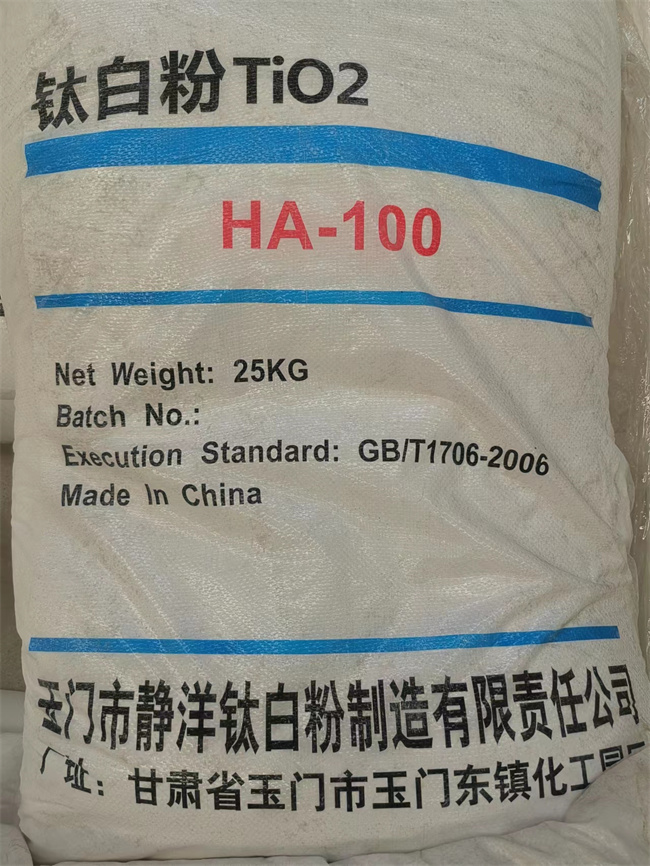 钛白粉TiO2
HA-100
Net Weight: 25KG
Batch No.:
Execution Standard: GB/T1706-2006
Made In China
玉门市静洋钛白粉制造有限责任公司
厂址：甘肃省玉门市玉门东镇化工园